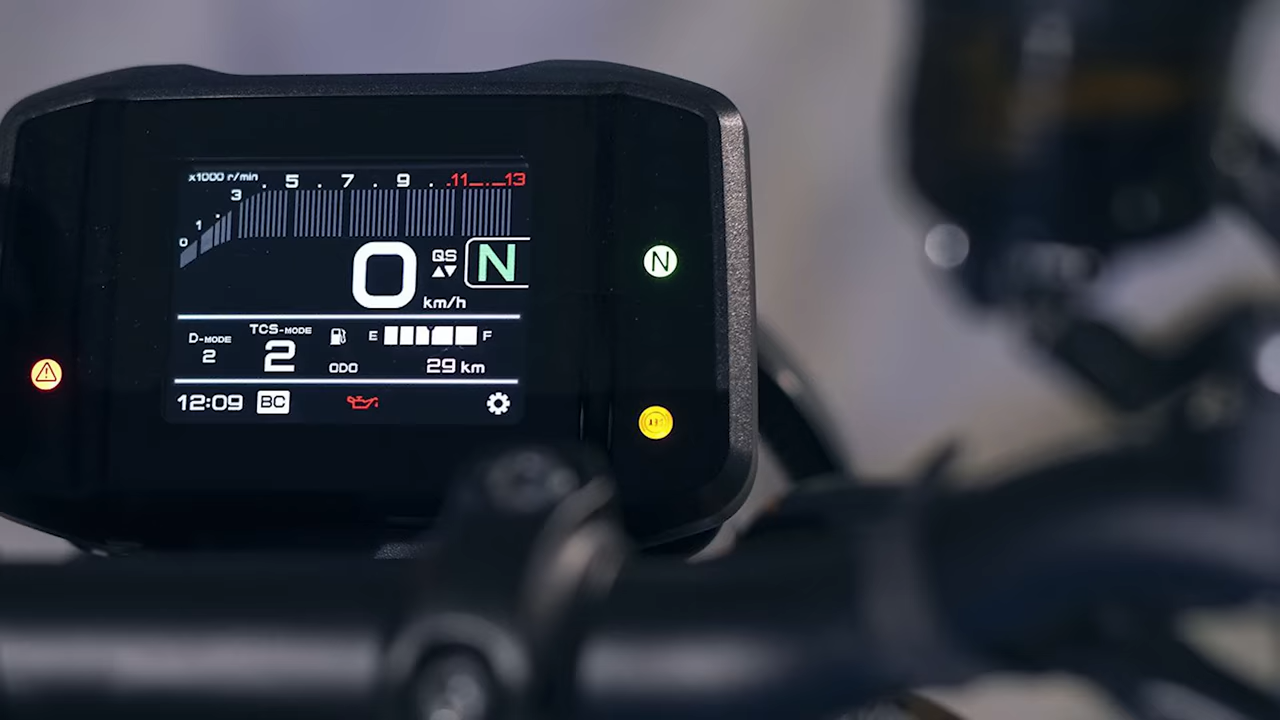 x1000 r/min
0 1 . 3 . 5 . 7 . 9 . . 11 . 13
0 km/h
QS
N
N
D-MODE
2
TCS-MODE
2
E F
ODO 29 km
12:09 BC